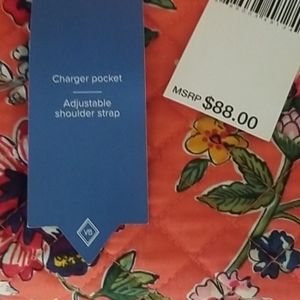 Charger pocket
Adjustable
shoulder strap
VB
MSRP $88.00